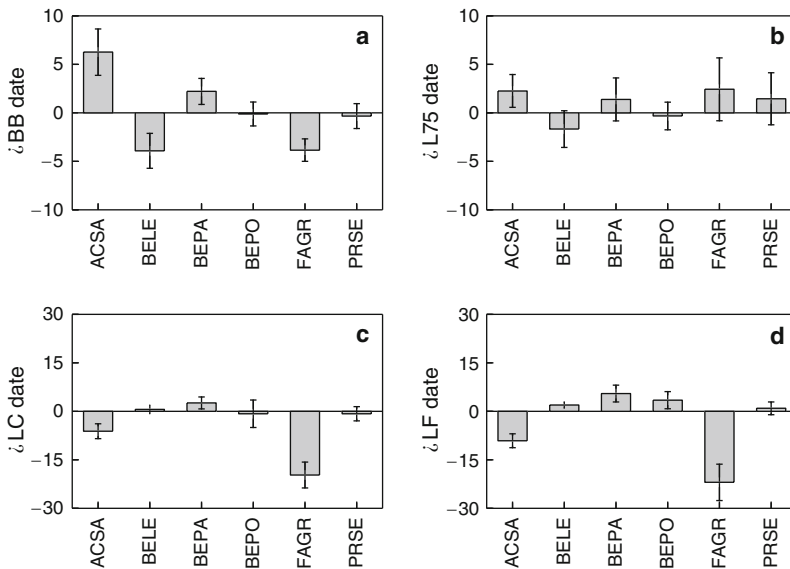 10
5
0
−5
−10
¿BB date
a
ACSA
BELE
BEPA
BEPO
FAGR
PRSE
10
5
0
−5
−10
¿L75 date
b
ACSA
BELE
BEPA
BEPO
FAGR
PRSE
30
15
0
−15
−30
¿LC date
c
ACSA
BELE
BEPA
BEPO
FAGR
PRSE
30
15
0
−15
−30
¿LF date
d
ACSA
BELE
BEPA
BEPO
FAGR
PRSE